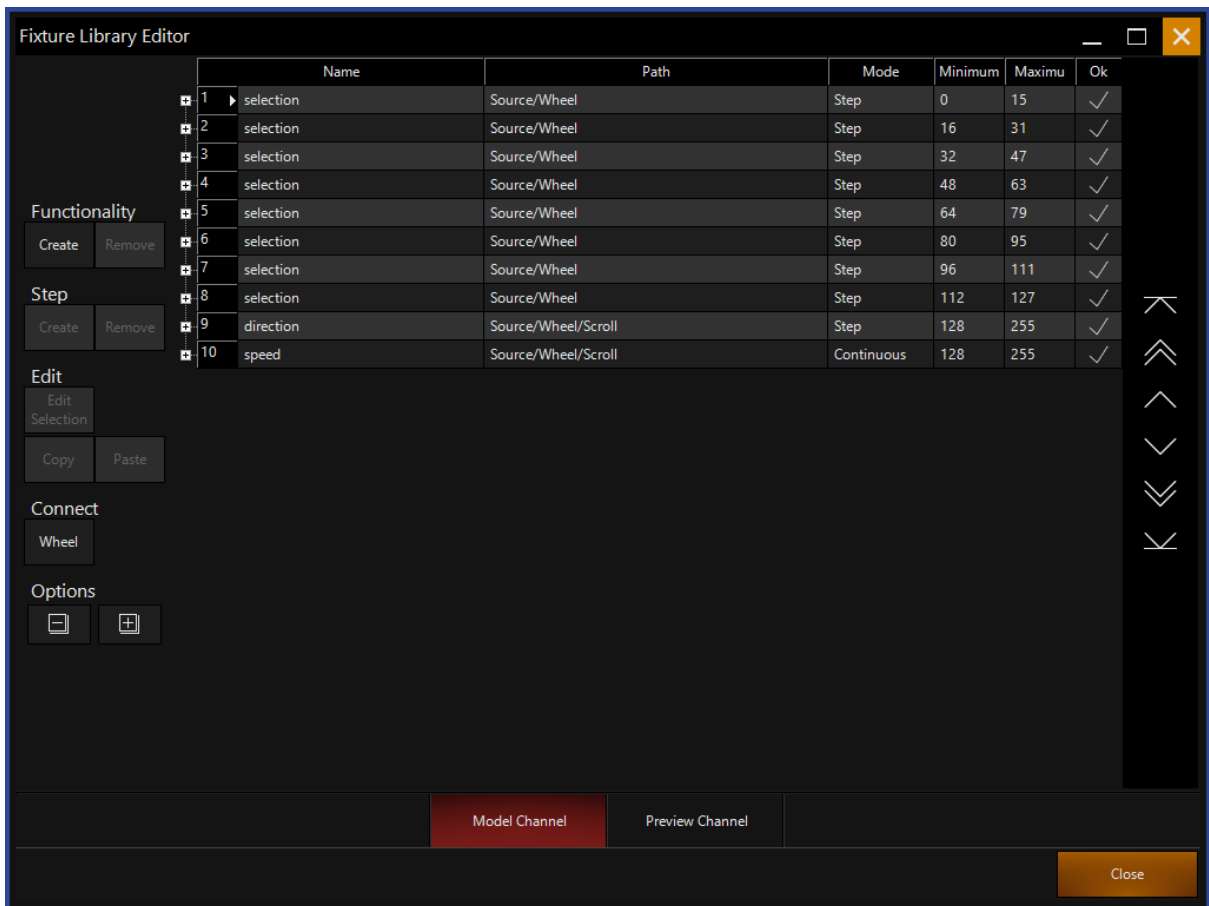 Fixture Library Editor
Name Path Mode Minimum Maximu Ok
1 selection Source/Wheel Step 0 15
2 selection Source/Wheel Step 16 31
3 selection Source/Wheel Step 32 47
4 selection Source/Wheel Step 48 63
5 selection Source/Wheel Step 64 79
6 selection Source/Wheel Step 80 95
7 selection Source/Wheel Step 96 111
8 selection Source/Wheel Step 112 127
9 direction Source/Wheel/Scroll Step 128 255
10 speed Source/Wheel/Scroll Continuous 128 255
Functionality
Create Remove
Step
Create Remove
Edit
Edit
Selection
Copy Paste
Connect
Wheel
Options
Model Channel Preview Channel
Close